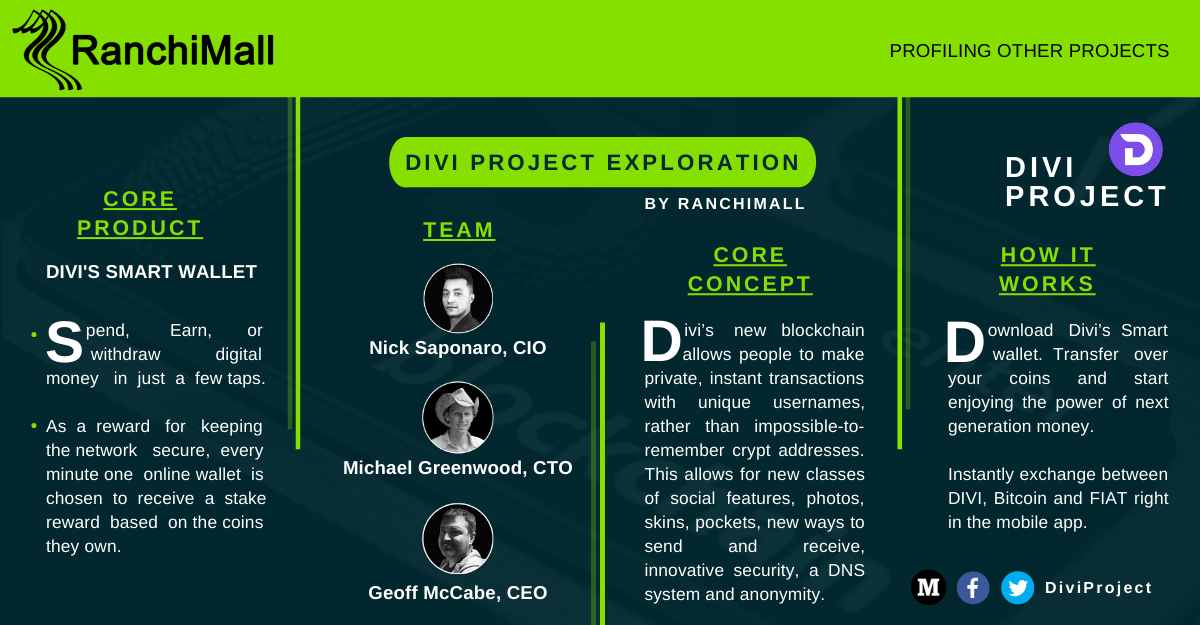 RanchiMall
PROFILING OTHER PROJECTS
DIVI PROJECT EXPLORATION
BY RANCHIMALL
CORE
PRODUCT
DIVI'S SMART WALLET
• Spend, Earn, or
withdraw digital
money in just a few taps.
• As a reward for keeping
the network secure, every
minute one online wallet is
chosen to receive a stake
reward based on the coins
they own.
TEAM
Nick Saponaro, CIO
Michael Greenwood, CTO
Geoff McCabe, CEO
CORE
CONCEPT
Divi’s new blockchain
allows people to make
private, instant transactions
with unique usernames,
rather than impossible-to-
remember crypt addresses.
This allows for new classes
of social features, photos,
skins, pockets, new ways to
send and receive,
innovative security, a DNS
system and anonymity.
DIVI
PROJECT
HOW IT
WORKS
Download Divi’s Smart
wallet. Transfer over
your coins and start
enjoying the power of next
generation money.
Instantly exchange between
DIVI, Bitcoin and FIAT right
in the mobile app.
DiviProject